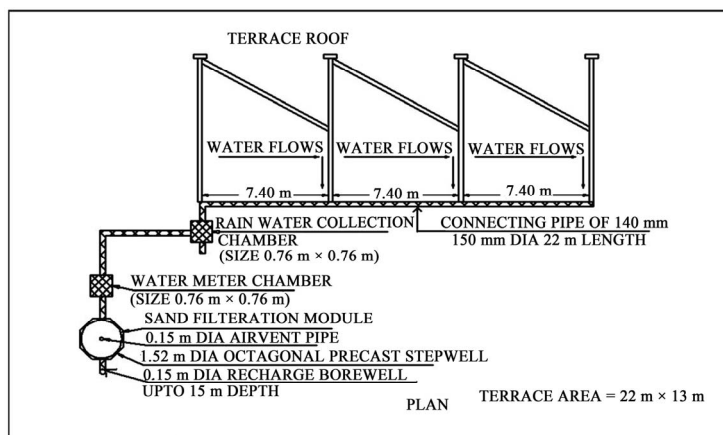 TERRACE ROOF
WATER FLOWS WATER FLOWS WATER FLOWS
7.40 m 7.40 m 7.40 m
RAIN WATER COLLECTION
CHAMBER
(SIZE 0.76 m × 0.76 m)
CONNECTING PIPE OF 140 mm
150 mm DIA 22 m LENGTH
WATER METER CHAMBER
(SIZE 0.76 m × 0.76 m)
SAND FILTERATION MODULE
0.15 m DIA AIRVENT PIPE
1.52 m DIA OCTAGONAL PRECAST STEPWELL
0.15 m DIA RECHARGE BOREWELL
UPTO 15 m DEPTH
PLAN
TERRACE AREA = 22 m × 13 m